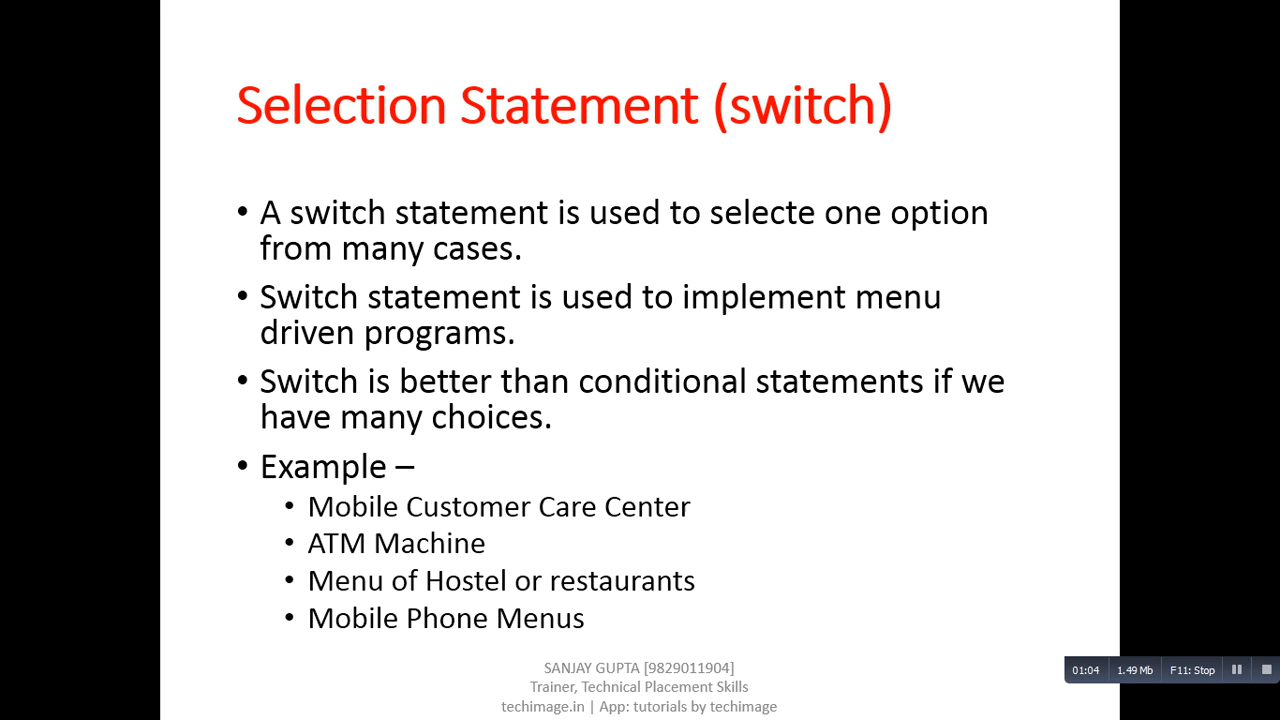 Selection Statement (switch)
• A switch statement is used to selecte one option
from many cases.
• Switch statement is used to implement menu
driven programs.
• Switch is better than conditional statements if we
have many choices.
• Example –
• Mobile Customer Care Center
• ATM Machine
• Menu of Hostel or restaurants
• Mobile Phone Menus
SANJAY GUPTA [9829011904]
Trainer, Technical Placement Skills
techimage.in | App: tutorials by techimage
01:04 1.49 Mb F11: Stop